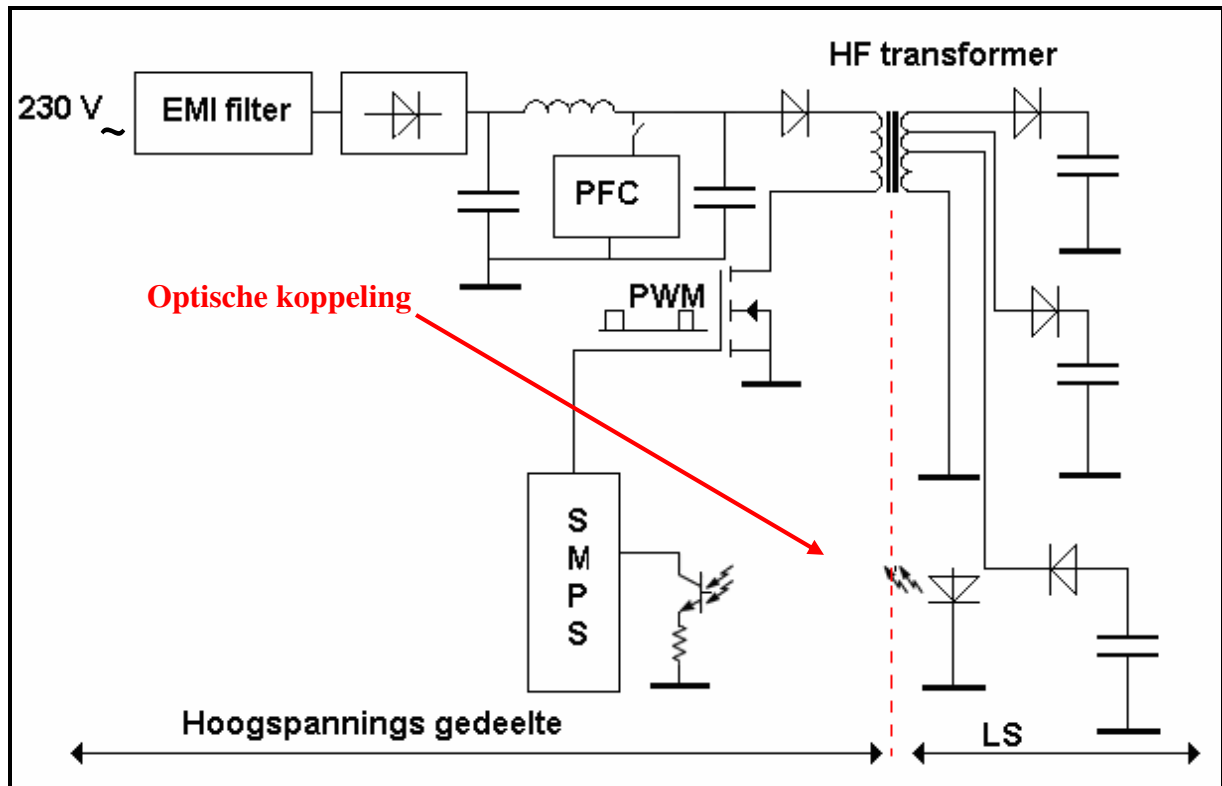 HF transformer
230 V ~
EMI filter
PFC
Optische koppeling
PWM
S
M
P
S
Hoogspannings gedeelte
LS